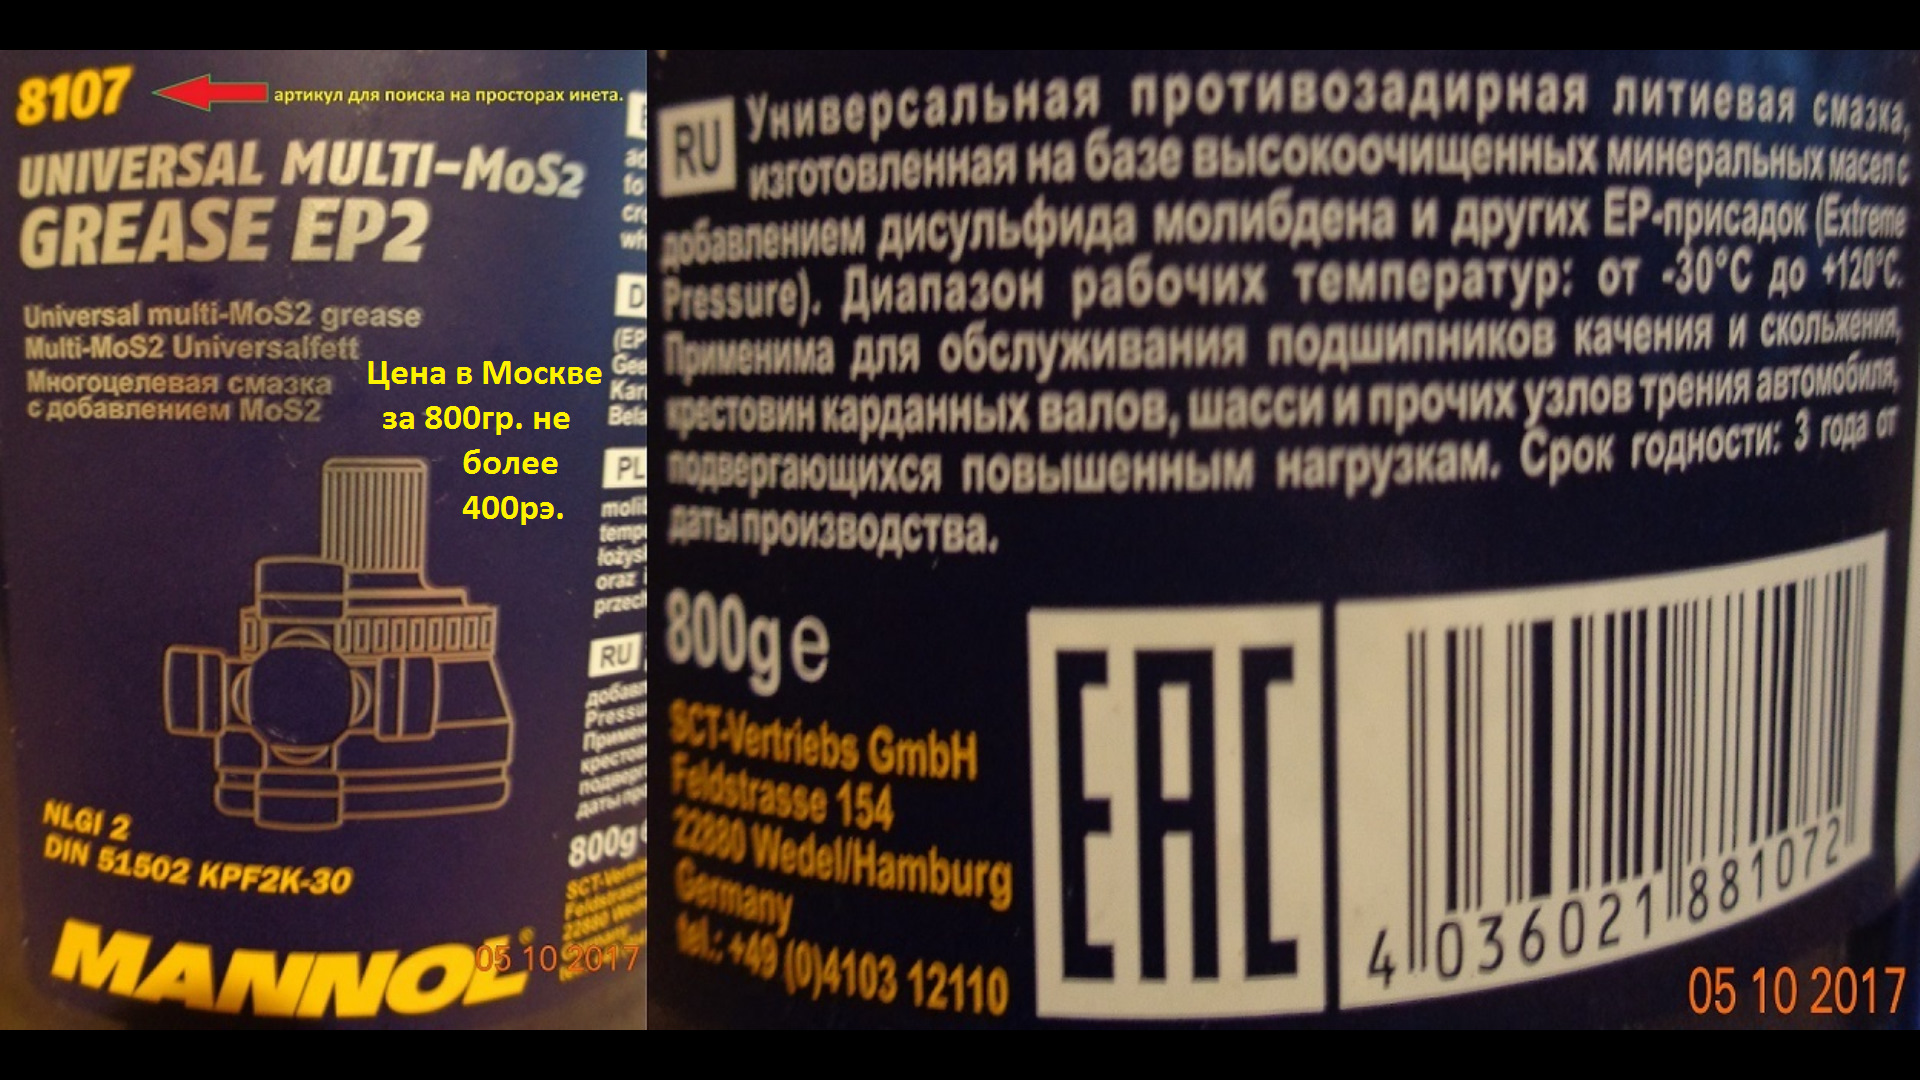 8107
артикул для поиска на просторах инета.
UNIVERSAL MULTI-MoS2
GREASE EP2
Universal multi-MoS2 grease
Multi-MoS2 Universalfett
Многоцелевая смазка
с добавлением MoS2
Цена в Москве
за 800гр. не
более
400рэ.
NLGI 2
DIN 51502 KPF2K-30
MANNOL®
05 10 2017
PL
RU
800g
RU Универсальная противозадирная литиевая смазка,
изготовленная на базе высокоочищенных минеральных масел с
добавлением дисульфида молибдена и других EP-присадок (Extreme
Pressure). Диапазон рабочих температур: от -30°C до +120°C.
Применима для обслуживания подшипников качения и скольжения,
крестовин карданных валов, шасси и прочих узлов трения автомобиля,
подвергающихся повышенным нагрузкам. Срок годности: 3 года от
даты производства.
800g e
SCT-Vertriebs GmbH
Feldstrasse 154
22880 Wedel/Hamburg
Germany
tel.: +49 (0)4103 12110
EAC
4 036021 881072
05 10 2017